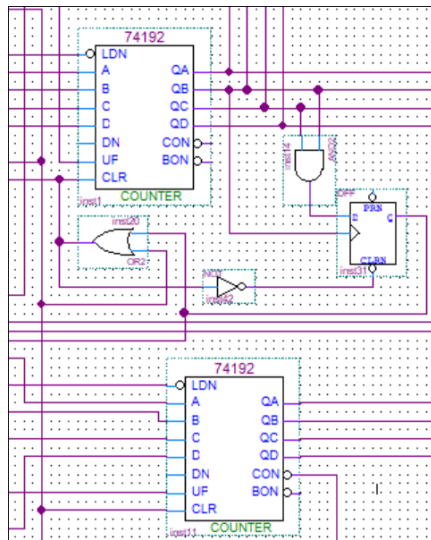 74192
LDN
A QA
B QB
C QC
D QD
DN CON
UF BON
CLR
inst1 COUNTER
inst14
AND2
PRN
D Q
CLRN
inst31
inst20
OR2
NOT
inst42
74192
LDN
A QA
B QB
C QC
D QD
DN CON
UF BON
CLR
inst11 COUNTER